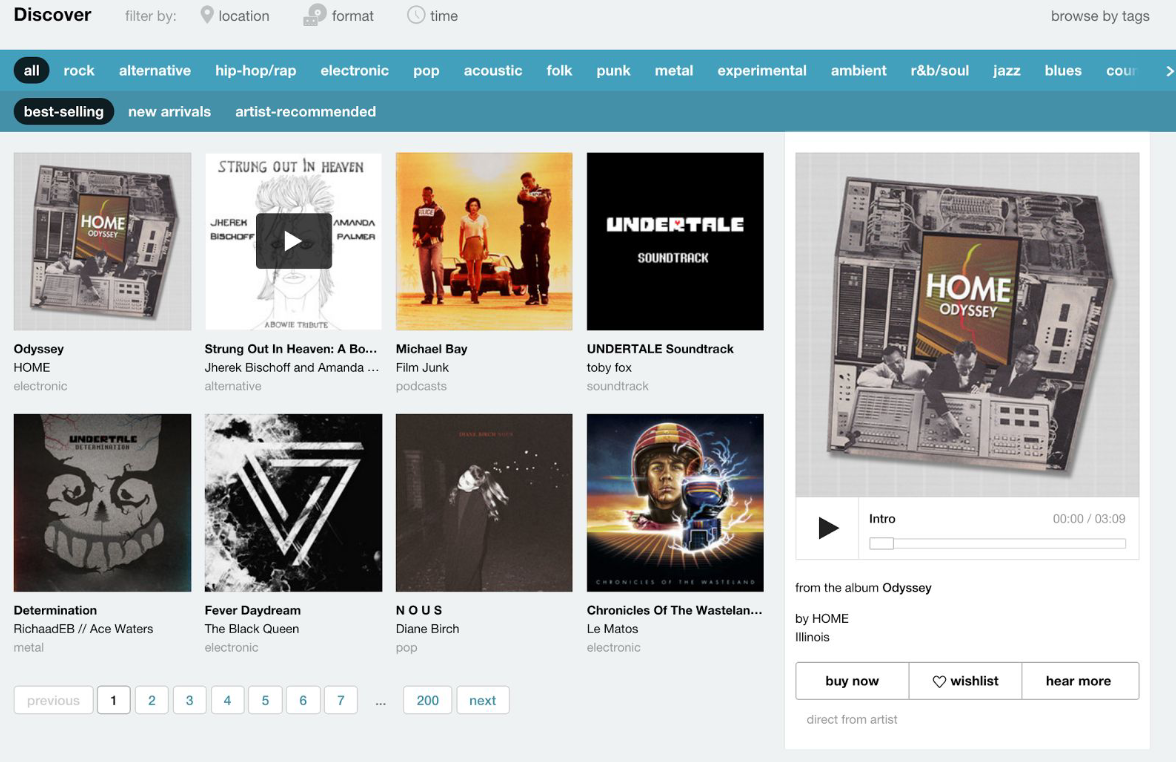 Discover filter by: location format time browse by tags
all rock alternative hip-hop/rap electronic pop acoustic folk punk metal experimental ambient r&b/soul jazz blues
best-selling new arrivals artist-recommended
HOME
ODYSSEY
STRUNG OUT IN HEAVEN
JHEREK AMANDA
BISCHOFF PALMER
A BOWIE TRIBUTE
UNDERTALE
SOUNDTRACK
Odyssey
HOME
electronic
Strung Out In Heaven: A Bo...
Jherek Bischoff and Amanda ...
alternative
Michael Bay
Film Junk
podcasts
UNDERTALE Soundtrack
toby fox
soundtrack
UNDERTALE
DETERMINATION
DIANE BIRCH NOUS
CHRONICLES OF THE WASTELAND
Determination
RichaadEB // Ace Waters
metal
Fever Daydream
The Black Queen
electronic
N O U S
Diane Birch
pop
Chronicles Of The Wastelan...
Le Matos
electronic
previous 1 2 3 4 5 6 7 ... 200 next
HOME
ODYSSEY
Intro 00:00 / 03:09
from the album Odyssey
by HOME
Illinois
buy now wishlist hear more
direct from artist